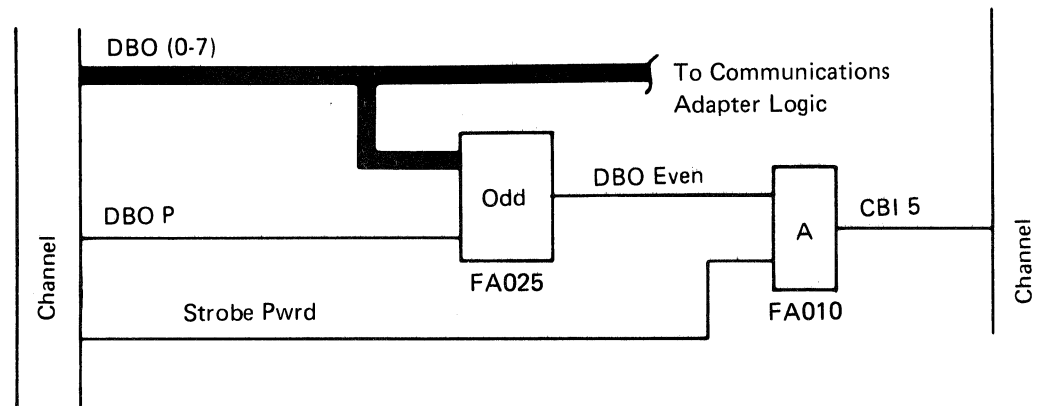 DBO (0-7)
To Communications
Adapter Logic
Odd
DBO Even
DBO P
A
CBI 5
FA025
Channel
Strobe Pwrd
FA010
Channel